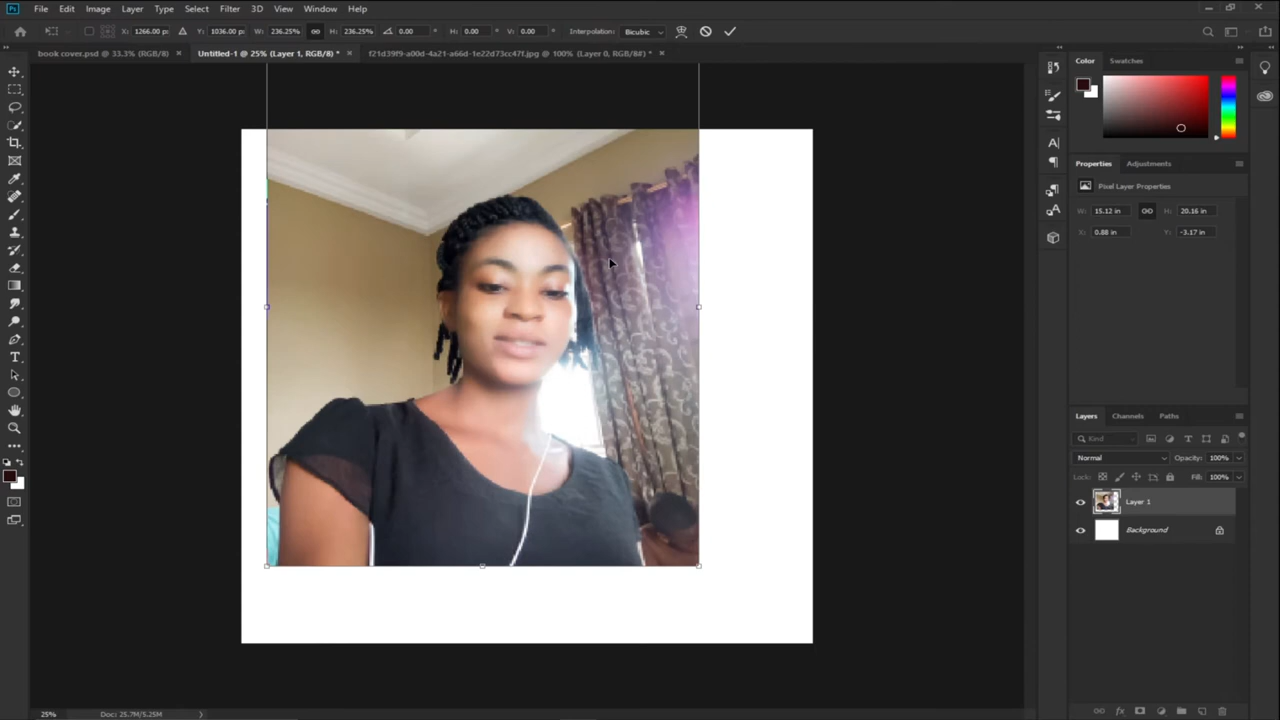 Ps File Edit Image Layer Type Select Filter 3D View Window Help
X: 1266.00 px Y: 1036.00 px W: 236.25% H: 236.25% 0.00 H: 0.00 V: 0.00 Interpolation: Bicubic
book cover.psd @ 33.3% (RGB/8) × Untitled-1 @ 25% (Layer 1, RGB/8) * × f21d39f9-a00d-4a21-a66d-1e22d73cc47f.jpg @ 100% (Layer 0, RGB/8#) * ×
Color Swatches
Properties Adjustments
Pixel Layer Properties
W: 15.12 in H: 20.16 in
X: 0.88 in Y: -3.17 in
Layers Channels Paths
Kind
Normal Opacity: 100%
Lock: Fill: 100%
Layer 1
Background
25% Doc: 25.7M/5.25M